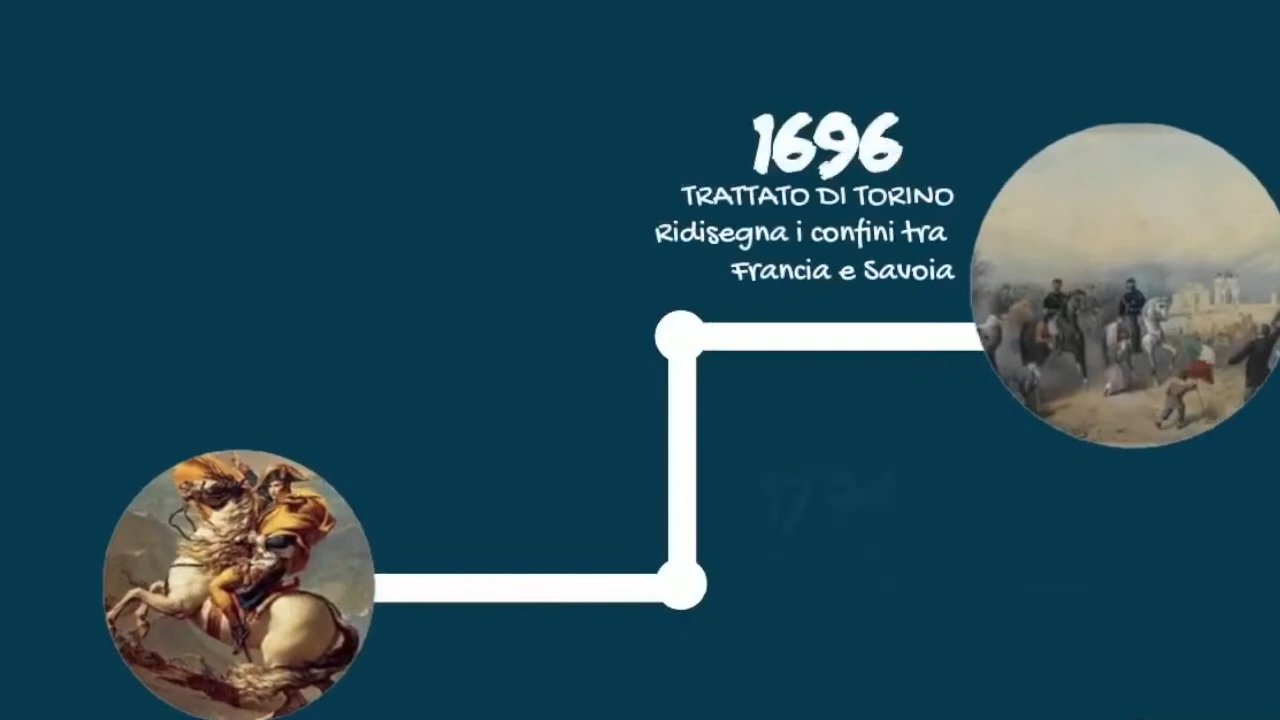 1696
TRATTATO DI TORINO
Ridisegna i confini tra
Francia e Savoia